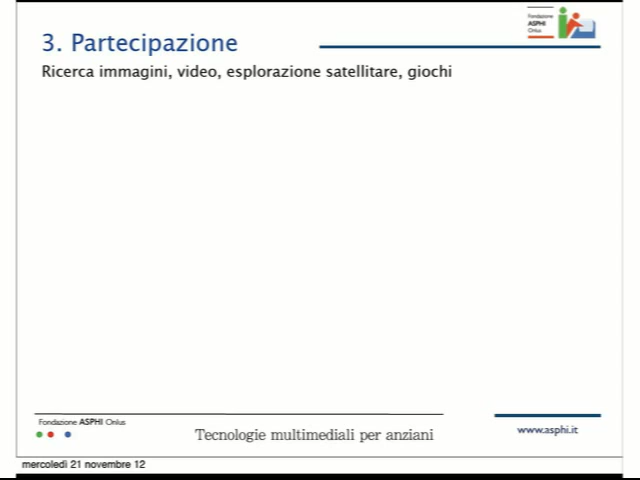 Fondazione
ASPHI
Onlus
3. Partecipazione
Ricerca immagini, video, esplorazione satellitare, giochi
Fondazione ASPHI Onlus
Tecnologie multimediali per anziani
www.asphi.it
mercoledì 21 novembre 12